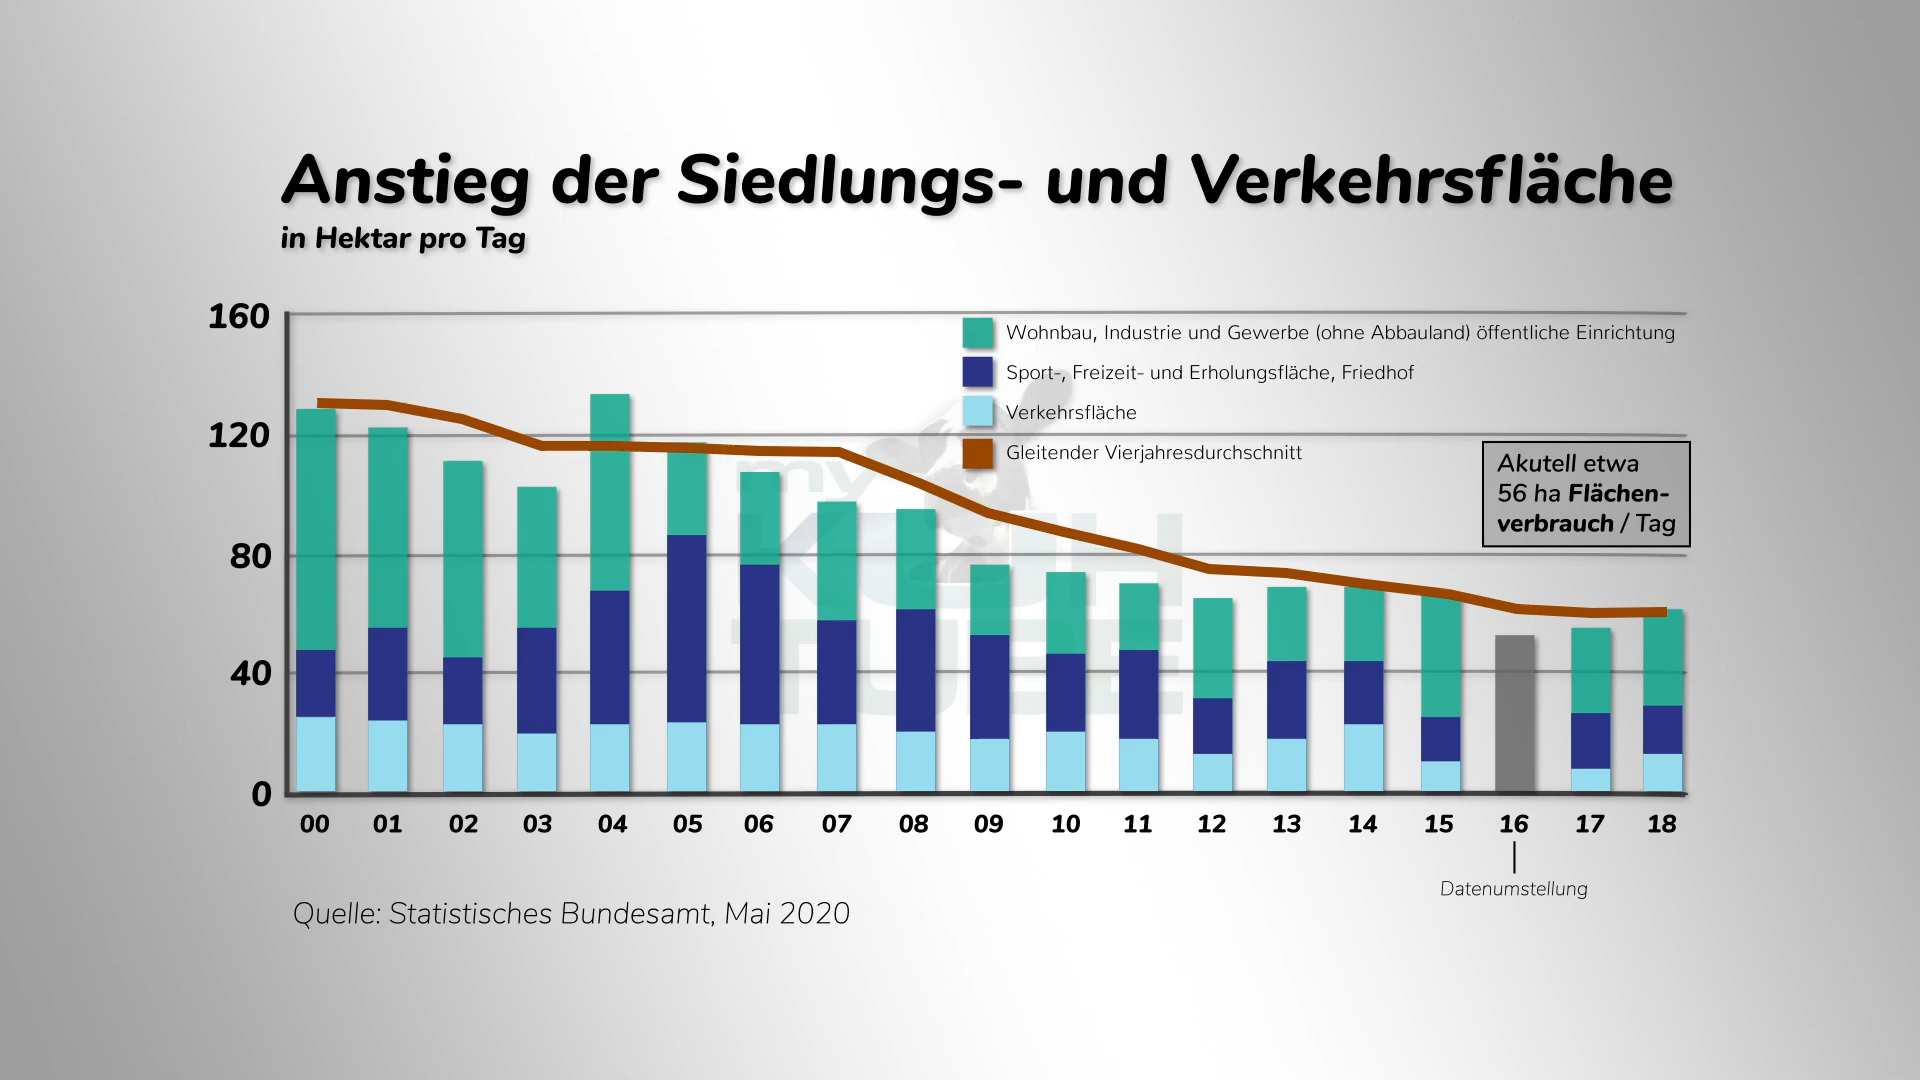 Anstieg der Siedlungs- und Verkehrsfläche
in Hektar pro Tag
160
120
80
40
0
Wohnbau, Industrie und Gewerbe (ohne Abbauland) öffentliche Einrichtung
Sport-, Freizeit- und Erholungsfläche, Friedhof
Verkehrsfläche
Gleitender Vierjahresdurchschnitt
Akutell etwa
56 ha Flächen-
verbrauch / Tag
my
KUH
TUBE
00 01 02 03 04 05 06 07 08 09 10 11 12 13 14 15 16 17 18
Datenumstellung
Quelle: Statistisches Bundesamt, Mai 2020